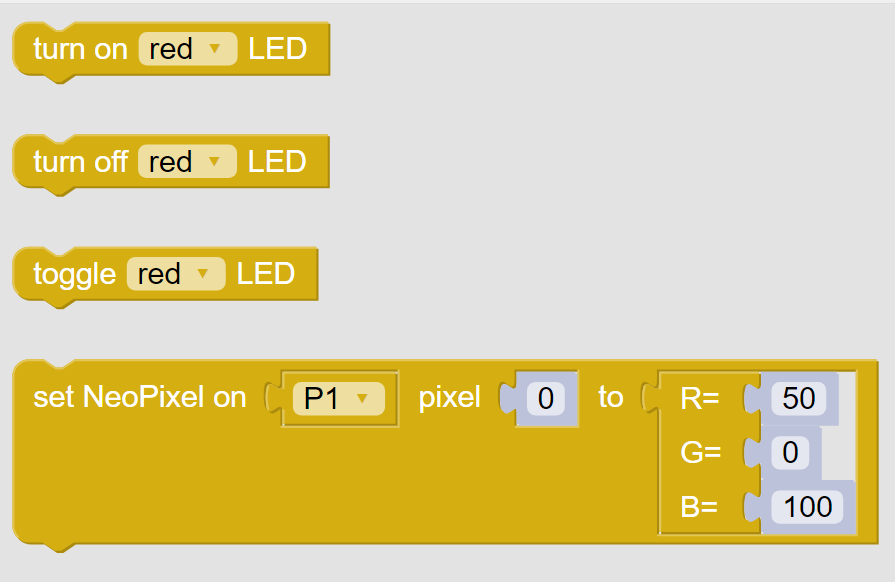 turn on red LED
turn off red LED
toggle red LED
set NeoPixel on P1 pixel 0 to R= 50
G= 0
B= 100